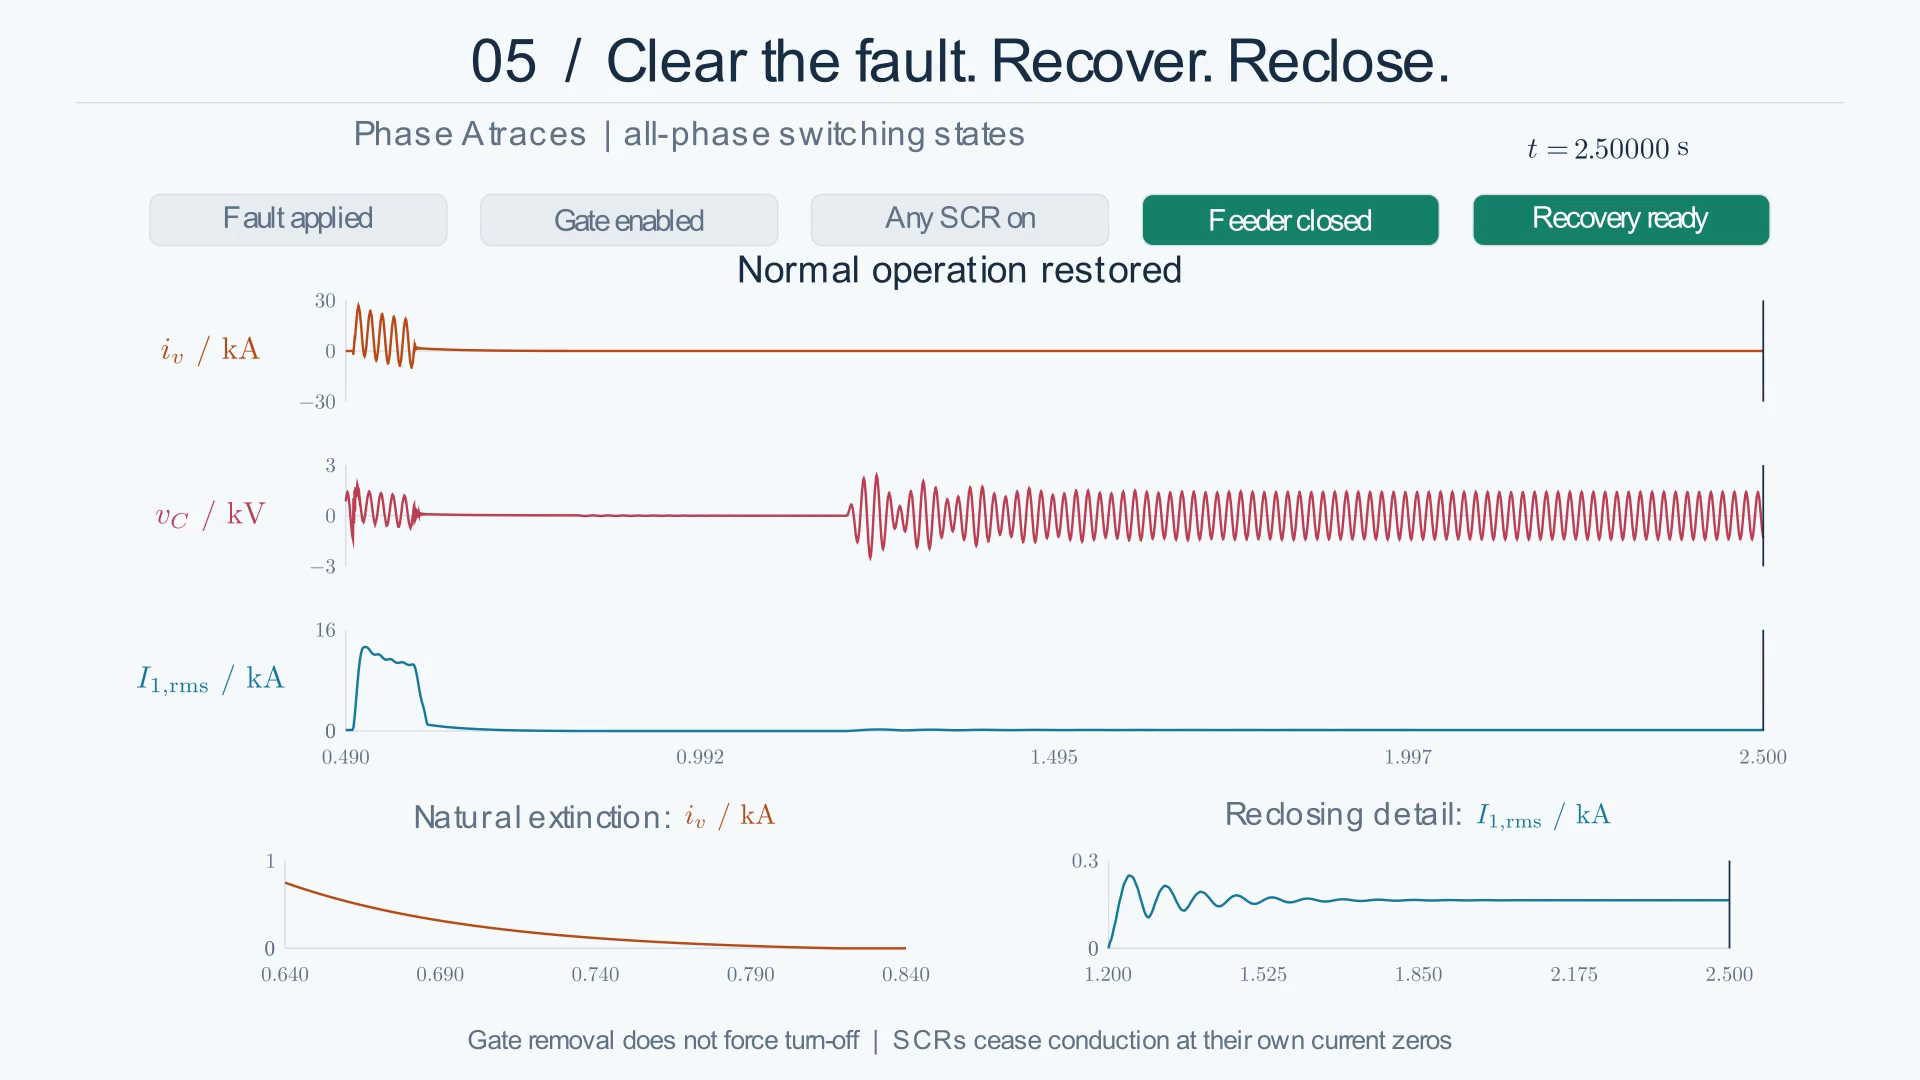 05 / Clear the fault. Recover. Reclose.
Phase A traces | all-phase switching states
t = 2.50000 s
Fault applied
Gate enabled
Any SCR on
Feeder closed
Recovery ready
Normal operation restored
30
i_v / kA
0
−30
3
v_C / kV
0
−3
16
I_1,rms / kA
0
0.490 0.992 1.495 1.997 2.500
Natural extinction: i_v / kA
1
0
0.640 0.690 0.740 0.790 0.840
Reclosing detail: I_1,rms / kA
0.3
0
1.200 1.525 1.850 2.175 2.500
Gate removal does not force turn-off | SCRs cease conduction at their own current zeros